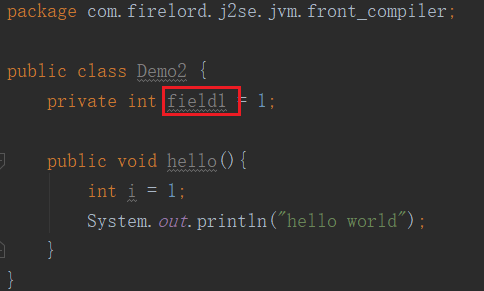 package com.firelord.j2se.jvm.front_compiler;
public class Demo2 {
private int field1 = 1;
public void hello(){
int i = 1;
System.out.println("hello world");
}
}